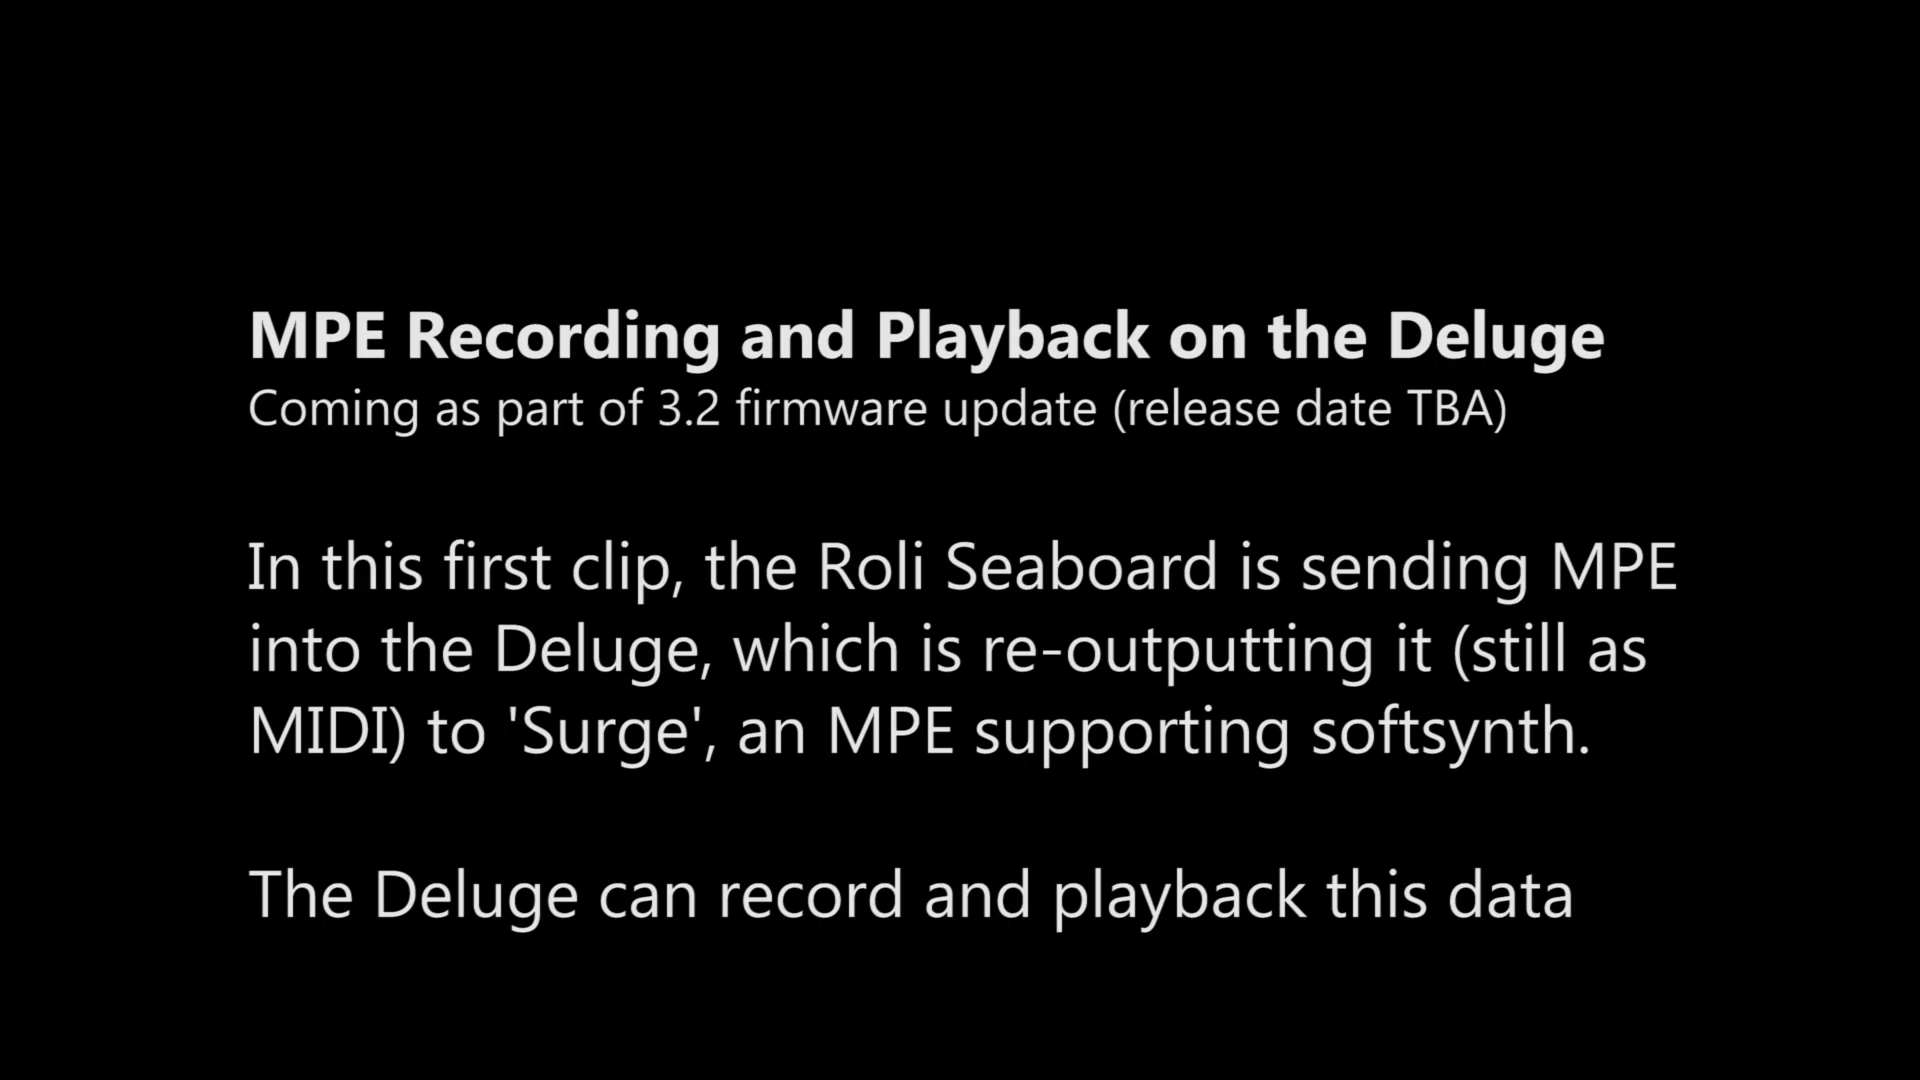 MPE Recording and Playback on the Deluge
Coming as part of 3.2 firmware update (release date TBA)
In this first clip, the Roli Seaboard is sending MPE
into the Deluge, which is re-outputting it (still as
MIDI) to 'Surge', an MPE supporting softsynth.
The Deluge can record and playback this data